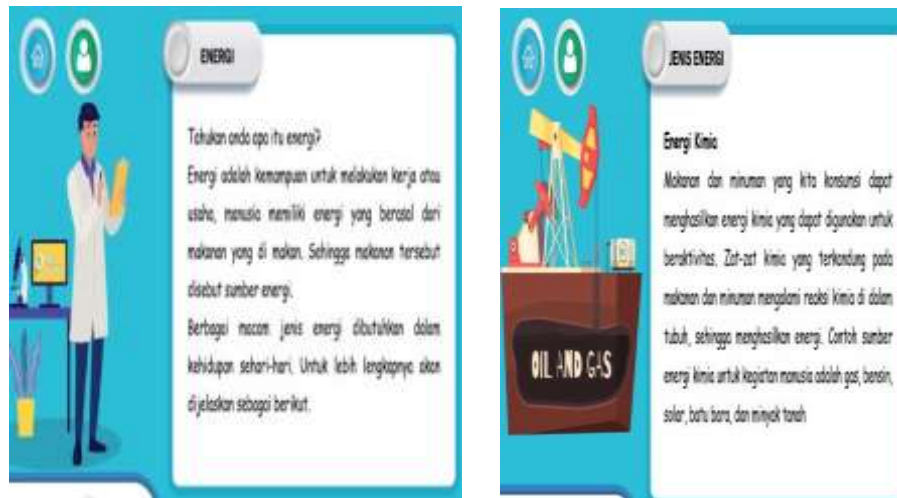 ENERGI
Tahukan anda apa itu energi?
Energi adalah kemampuan untuk melakukan kerja atau
usaha, manusia memiliki energi yang berasal dari
makanan yang di makan. Sehingga makanan tersebut
disebut sumber energi.
Berbagai macam jenis energi dibutuhkan dalam
kehidupan sehari-hari. Untuk lebih lengkapnya akan
dijelaskan sebagai berikut.
JENIS ENERGI
Energi Kimia
Makanan dan minuman yang kita konsumsi dapat
menghasilkan energi kimia yang dapat digunakan untuk
beraktivitas. Zat-zat kimia yang terkandung pada
makanan dan minuman mengalami reaksi kimia di dalam
tubuh, sehingga menghasilkan energi. Contoh sumber
energi kimia untuk kegiatan manusia adalah gas, bensin,
solar, batu bara, dan minyak tanah
OIL AND GAS